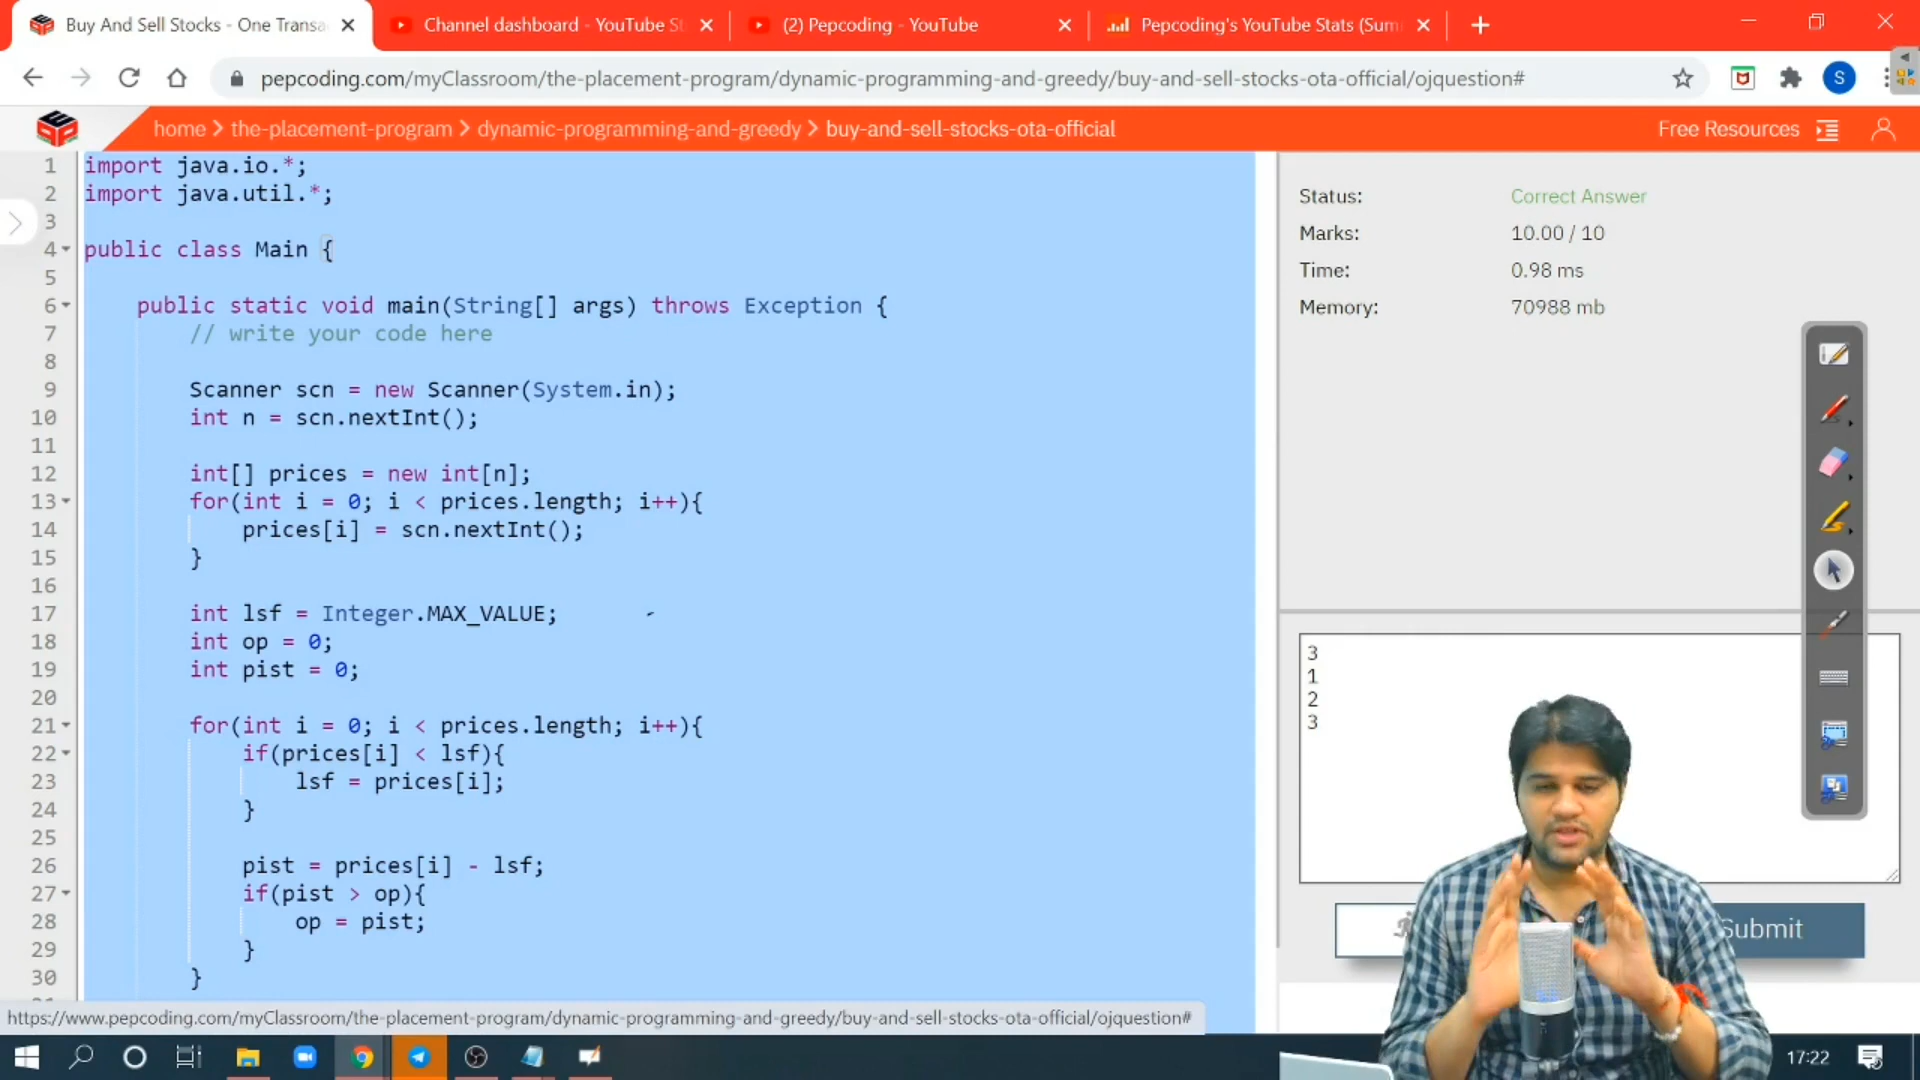 Buy And Sell Stocks - One Transa
Channel dashboard - YouTube St
(2) Pepcoding - YouTube
Pepcoding's YouTube Stats (Sum
pepcoding.com/myClassroom/the-placement-program/dynamic-programming-and-greedy/buy-and-sell-stocks-ota-official/ojquestion#
S
home > the-placement-program > dynamic-programming-and-greedy > buy-and-sell-stocks-ota-official
Free Resources
1 import java.io.*;
2 import java.util.*;
3
4 public class Main {
5
6 public static void main(String[] args) throws Exception {
7 // write your code here
8
9 Scanner scn = new Scanner(System.in);
10 int n = scn.nextInt();
11
12 int[] prices = new int[n];
13 for(int i = 0; i < prices.length; i++){
14 prices[i] = scn.nextInt();
15 }
16
17 int lsf = Integer.MAX_VALUE;
18 int op = 0;
19 int pist = 0;
20
21 for(int i = 0; i < prices.length; i++){
22 if(prices[i] < lsf){
23 lsf = prices[i];
24 }
25
26 pist = prices[i] - lsf;
27 if(pist > op){
28 op = pist;
29 }
30 }
Status: Correct Answer
Marks: 10.00 / 10
Time: 0.98 ms
Memory: 70988 mb
3
1
2
3
Submit
https://www.pepcoding.com/myClassroom/the-placement-program/dynamic-programming-and-greedy/buy-and-sell-stocks-ota-official/ojquestion#
17:22